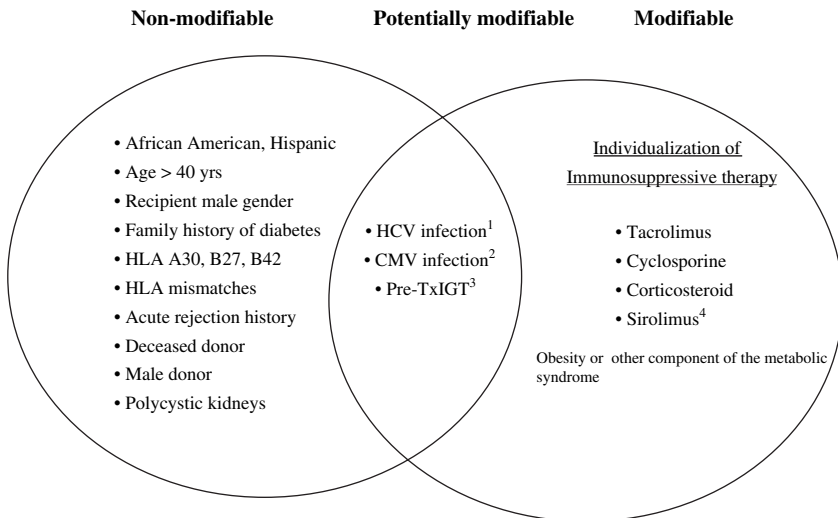 Non-modifiable
Potentially modifiable
Modifiable
• African American, Hispanic
• Age > 40 yrs
• Recipient male gender
• Family history of diabetes
• HLA A30, B27, B42
• HLA mismatches
• Acute rejection history
• Deceased donor
• Male donor
• Polycystic kidneys
• HCV infection¹
• CMV infection²
• Pre-TxIGT³
Individualization of
Immunosuppressive therapy
• Tacrolimus
• Cyclosporine
• Corticosteroid
• Sirolimus⁴
Obesity or other component of the metabolic
syndrome